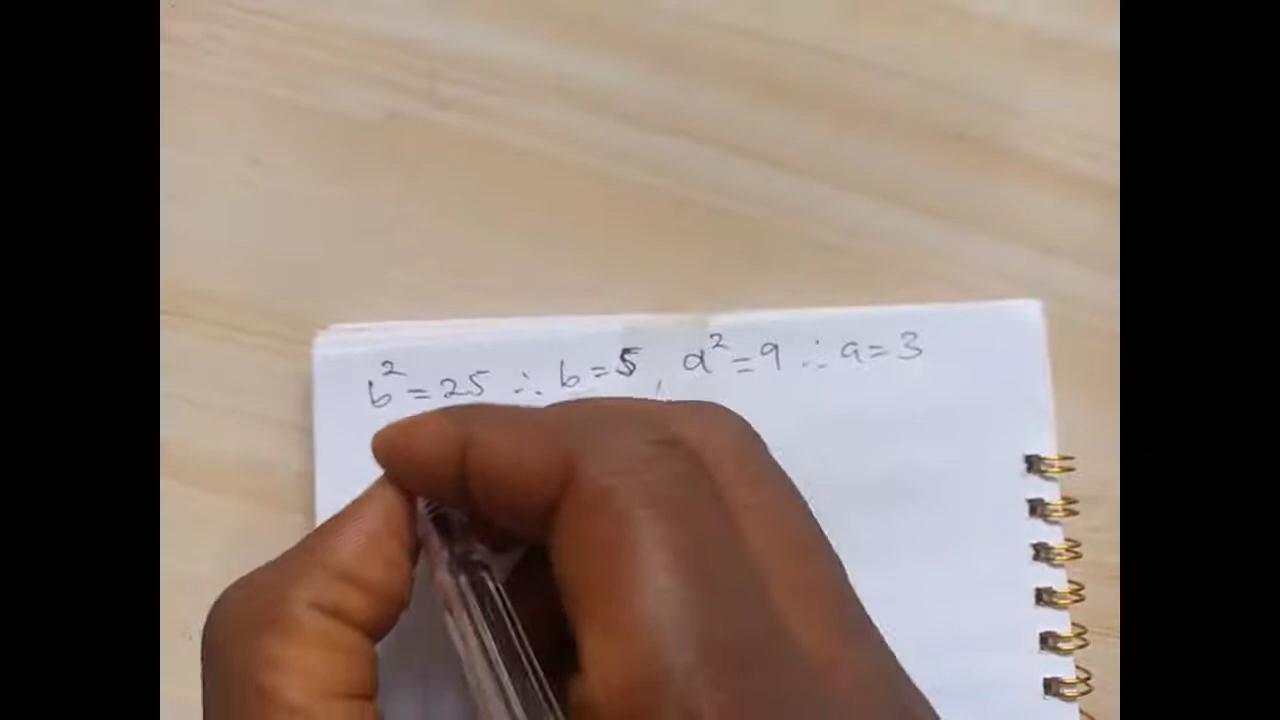 b² = 25 ∴ b = 5, a² = 9 ∴ a = 3